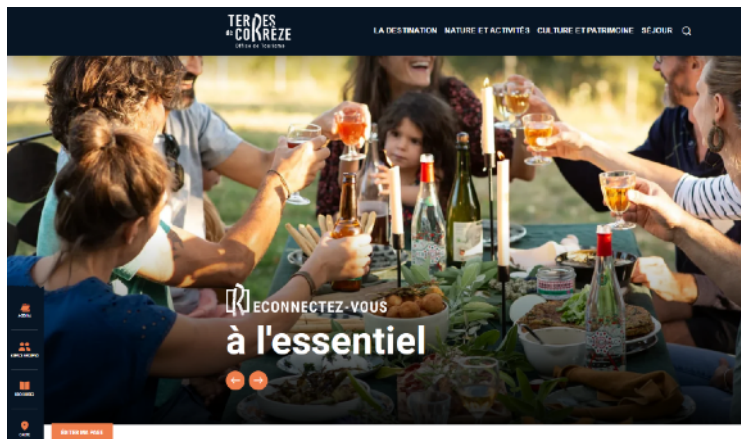 TERRES
de CORRÈZE
Office de Tourisme
LA DESTINATION NATURE ET ACTIVITÉS CULTURE ET PATRIMOINE SÉJOUR
RECONNECTEZ-VOUS
à l'essentiel